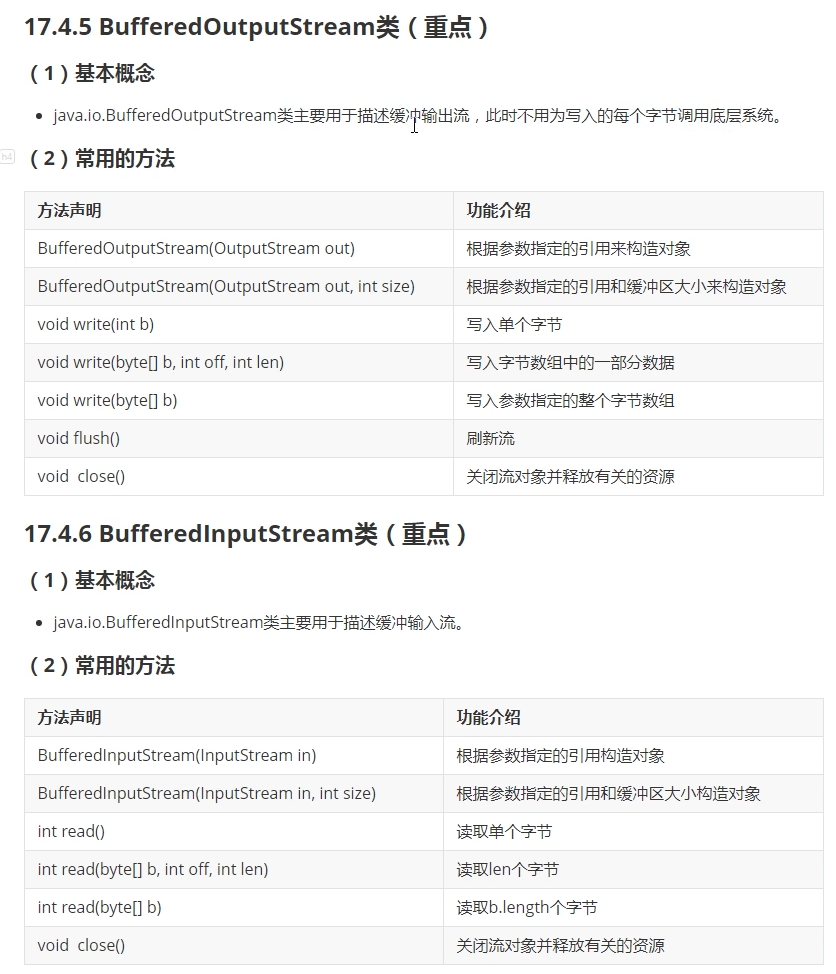 17.4.5 BufferedOutputStream类（重点）
（1）基本概念
java.io.BufferedOutputStream类主要用于描述缓冲输出流，此时不用为写入的每个字节调用底层系统。
h4
（2）常用的方法
方法声明 功能介绍
BufferedOutputStream(OutputStream out) 根据参数指定的引用来构造对象
BufferedOutputStream(OutputStream out, int size) 根据参数指定的引用和缓冲区大小来构造对象
void write(int b) 写入单个字节
void write(byte[] b, int off, int len) 写入字节数组中的一部分数据
void write(byte[] b) 写入参数指定的整个字节数组
void flush() 刷新流
void close() 关闭流对象并释放有关的资源
17.4.6 BufferedInputStream类（重点）
（1）基本概念
java.io.BufferedInputStream类主要用于描述缓冲输入流。
（2）常用的方法
方法声明 功能介绍
BufferedInputStream(InputStream in) 根据参数指定的引用构造对象
BufferedInputStream(InputStream in, int size) 根据参数指定的引用和缓冲区大小构造对象
int read() 读取单个字节
int read(byte[] b, int off, int len) 读取len个字节
int read(byte[] b) 读取b.length个字节
void close() 关闭流对象并释放有关的资源